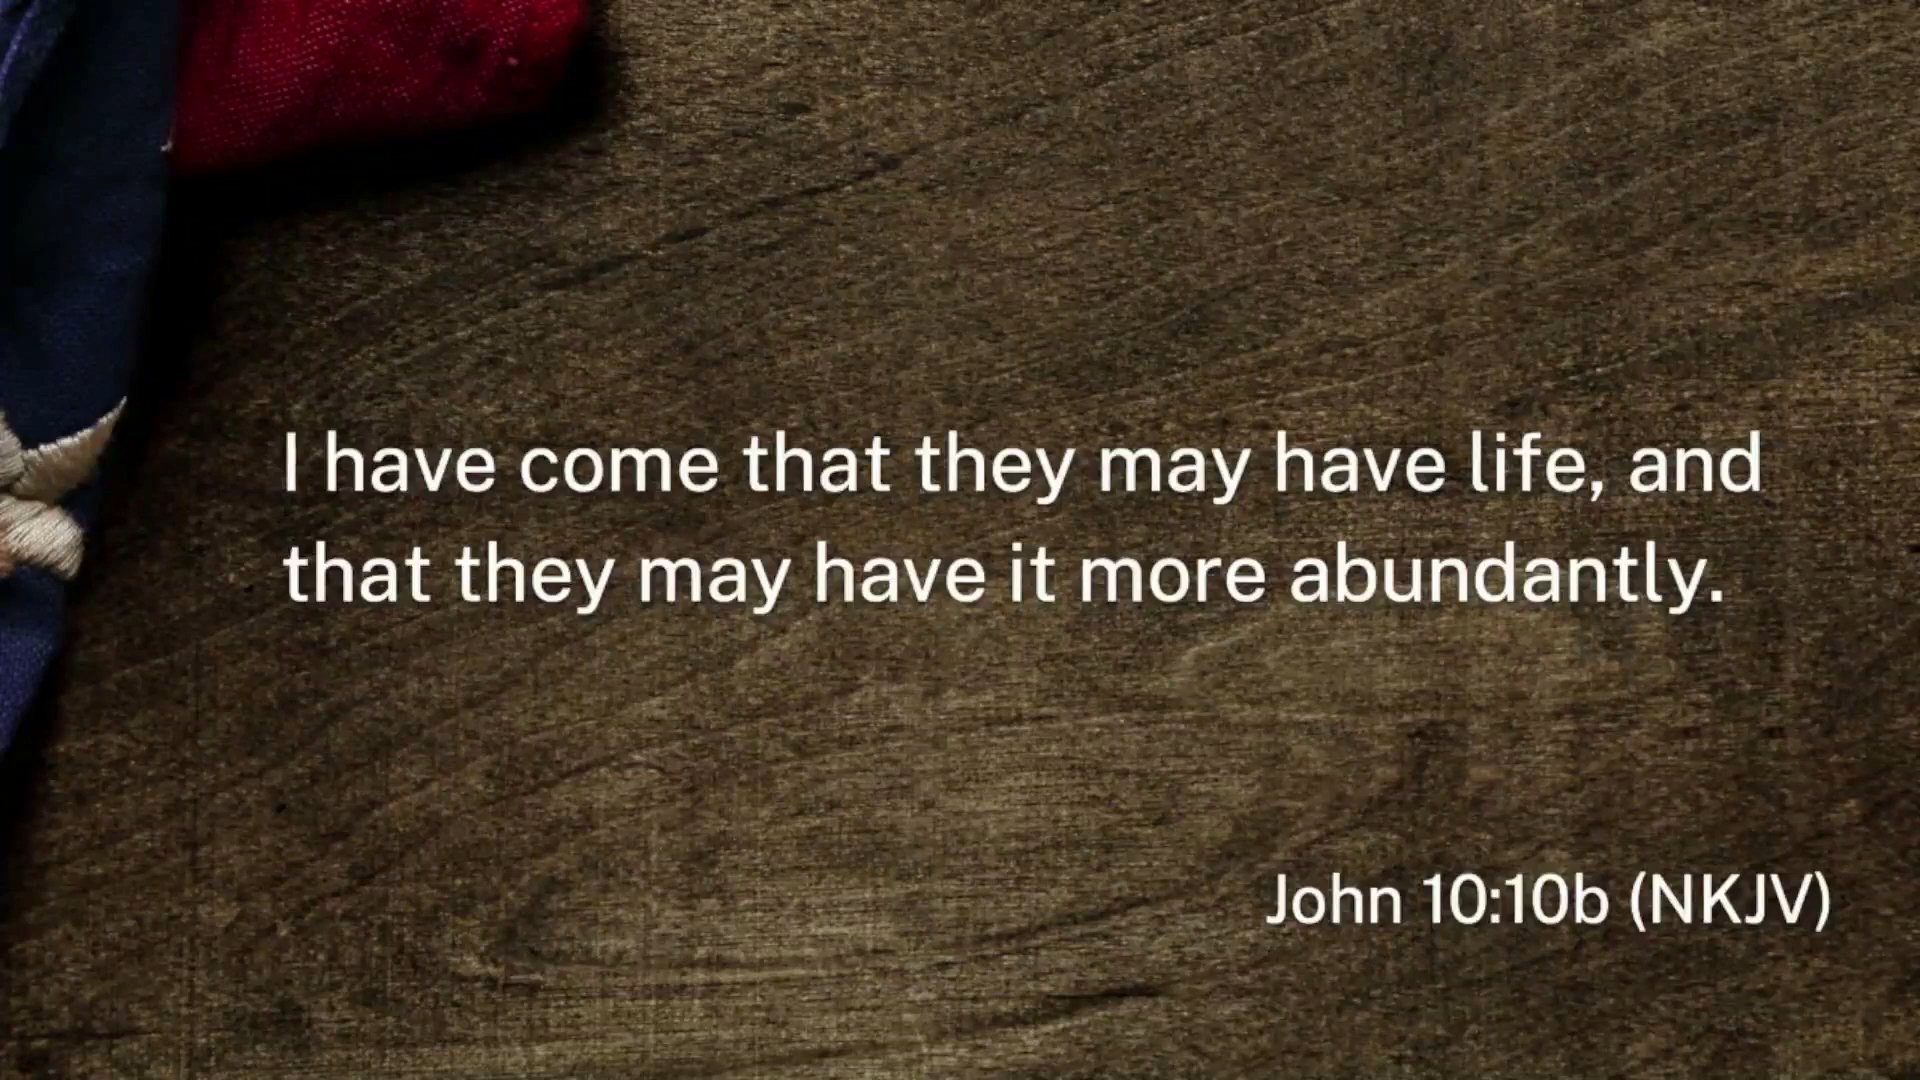 I have come that they may have life, and
that they may have it more abundantly.
John 10:10b (NKJV)